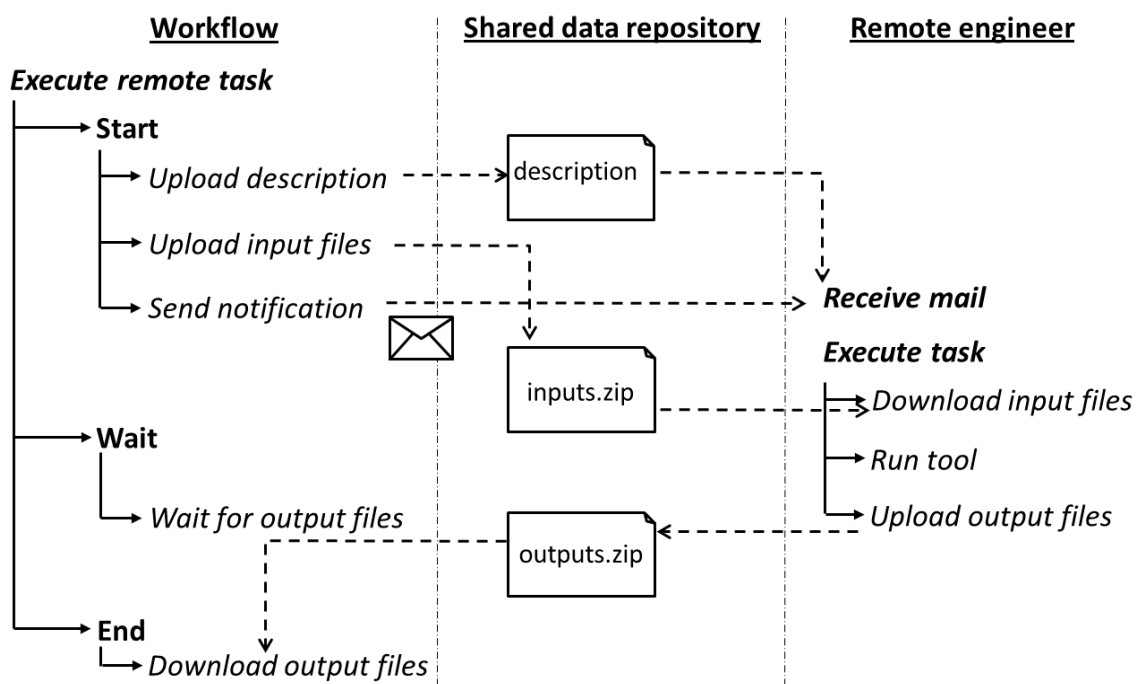 Workflow
Shared data repository
Remote engineer
Execute remote task
Start
Upload description
description
Upload input files
Send notification
Receive mail
Execute task
inputs.zip
Download input files
Wait
Run tool
Wait for output files
Upload output files
outputs.zip
End
Download output files